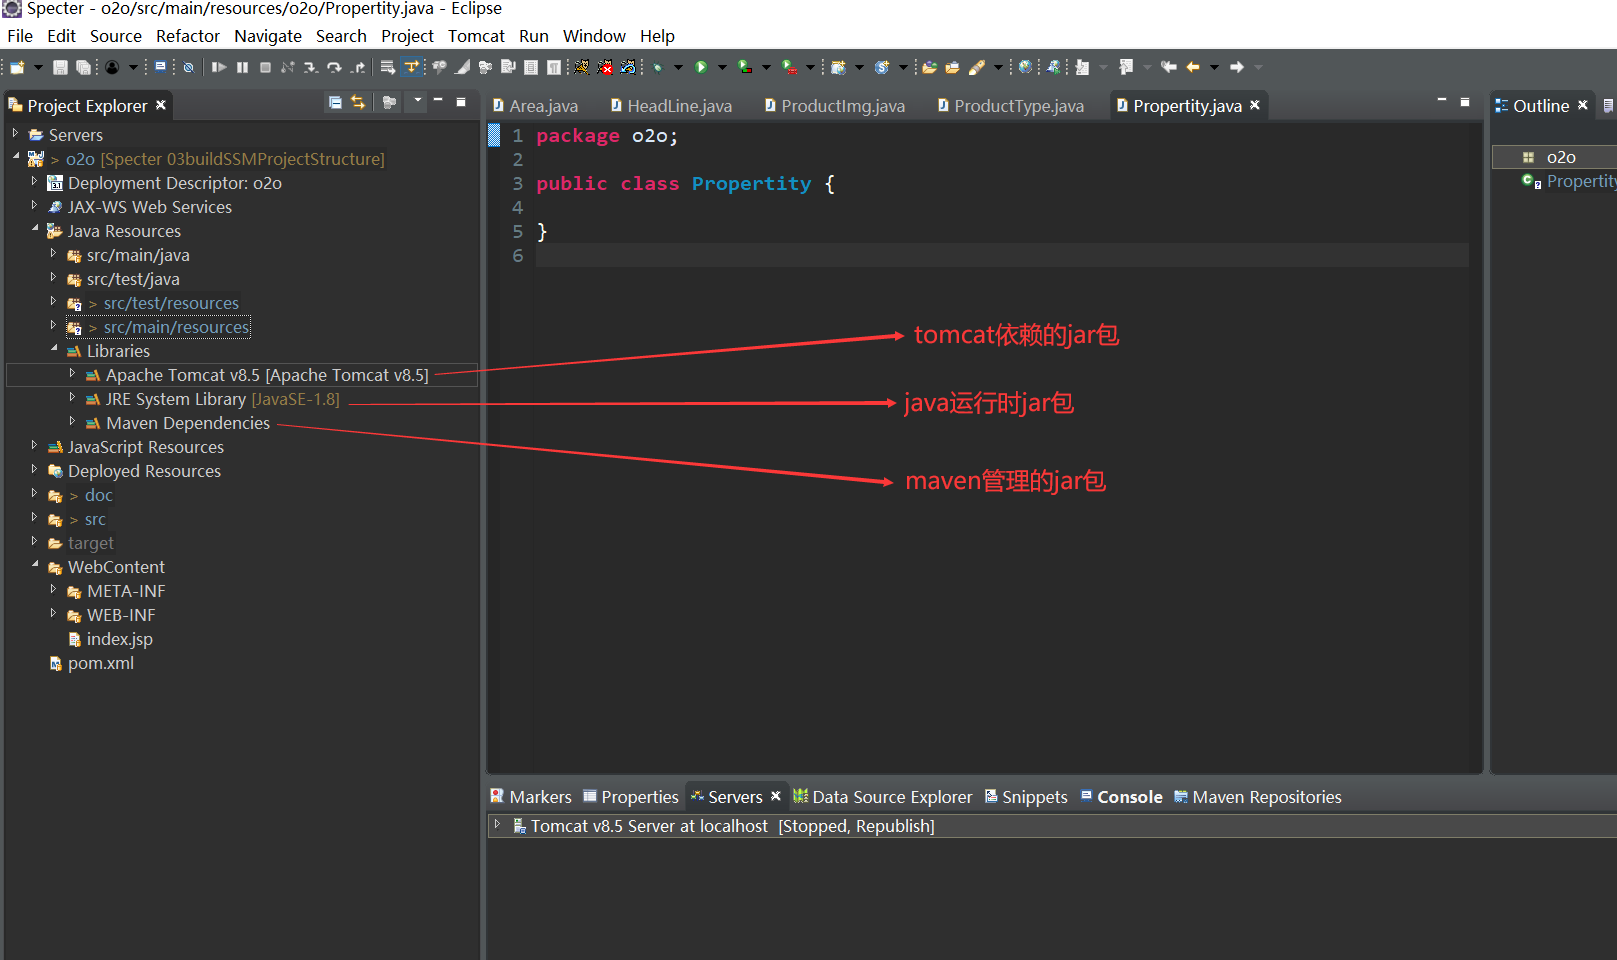 Specter - o2o/src/main/resources/o2o/Propertity.java - Eclipse
File Edit Source Refactor Navigate Search Project Tomcat Run Window Help
Project Explorer
Servers
> o2o [Specter 03buildSSMProjectStructure]
Deployment Descriptor: o2o
JAX-WS Web Services
Java Resources
src/main/java
src/test/java
> src/test/resources
> src/main/resources
Libraries
Apache Tomcat v8.5 [Apache Tomcat v8.5]
JRE System Library [JavaSE-1.8]
Maven Dependencies
JavaScript Resources
Deployed Resources
> doc
> src
target
WebContent
META-INF
WEB-INF
index.jsp
pom.xml
Area.java HeadLine.java ProductImg.java ProductType.java Propertity.java
1 package o2o;
2
3 public class Propertity {
4
5 }
6
tomcat依赖的jar包
java运行时jar包
maven管理的jar包
Outline
o2o
Propertity
Markers Properties Servers Data Source Explorer Snippets Console Maven Repositories
Tomcat v8.5 Server at localhost [Stopped, Republish]